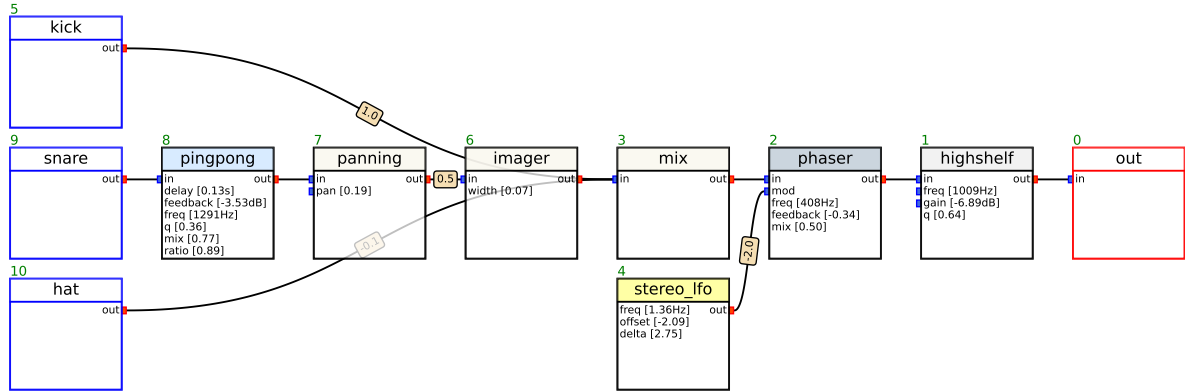 5
kick
out
1.0
9
snare
out
8
pingpong
in out
delay [0.13s]
feedback [-3.53dB]
freq [1291Hz]
q [0.36]
mix [0.77]
ratio [0.89]
7
panning
in out
pan [0.19]
0.5
6
imager
in out
width [0.07]
3
mix
in out
2
phaser
in out
mod
freq [408Hz]
feedback [-0.34]
mix [0.50]
1
highshelf
in out
freq [1009Hz]
gain [-6.89dB]
q [0.64]
0
out
in
-0.1
-2.0
10
hat
out
4
stereo_lfo
freq [1.36Hz] out
offset [-2.09]
delta [2.75]